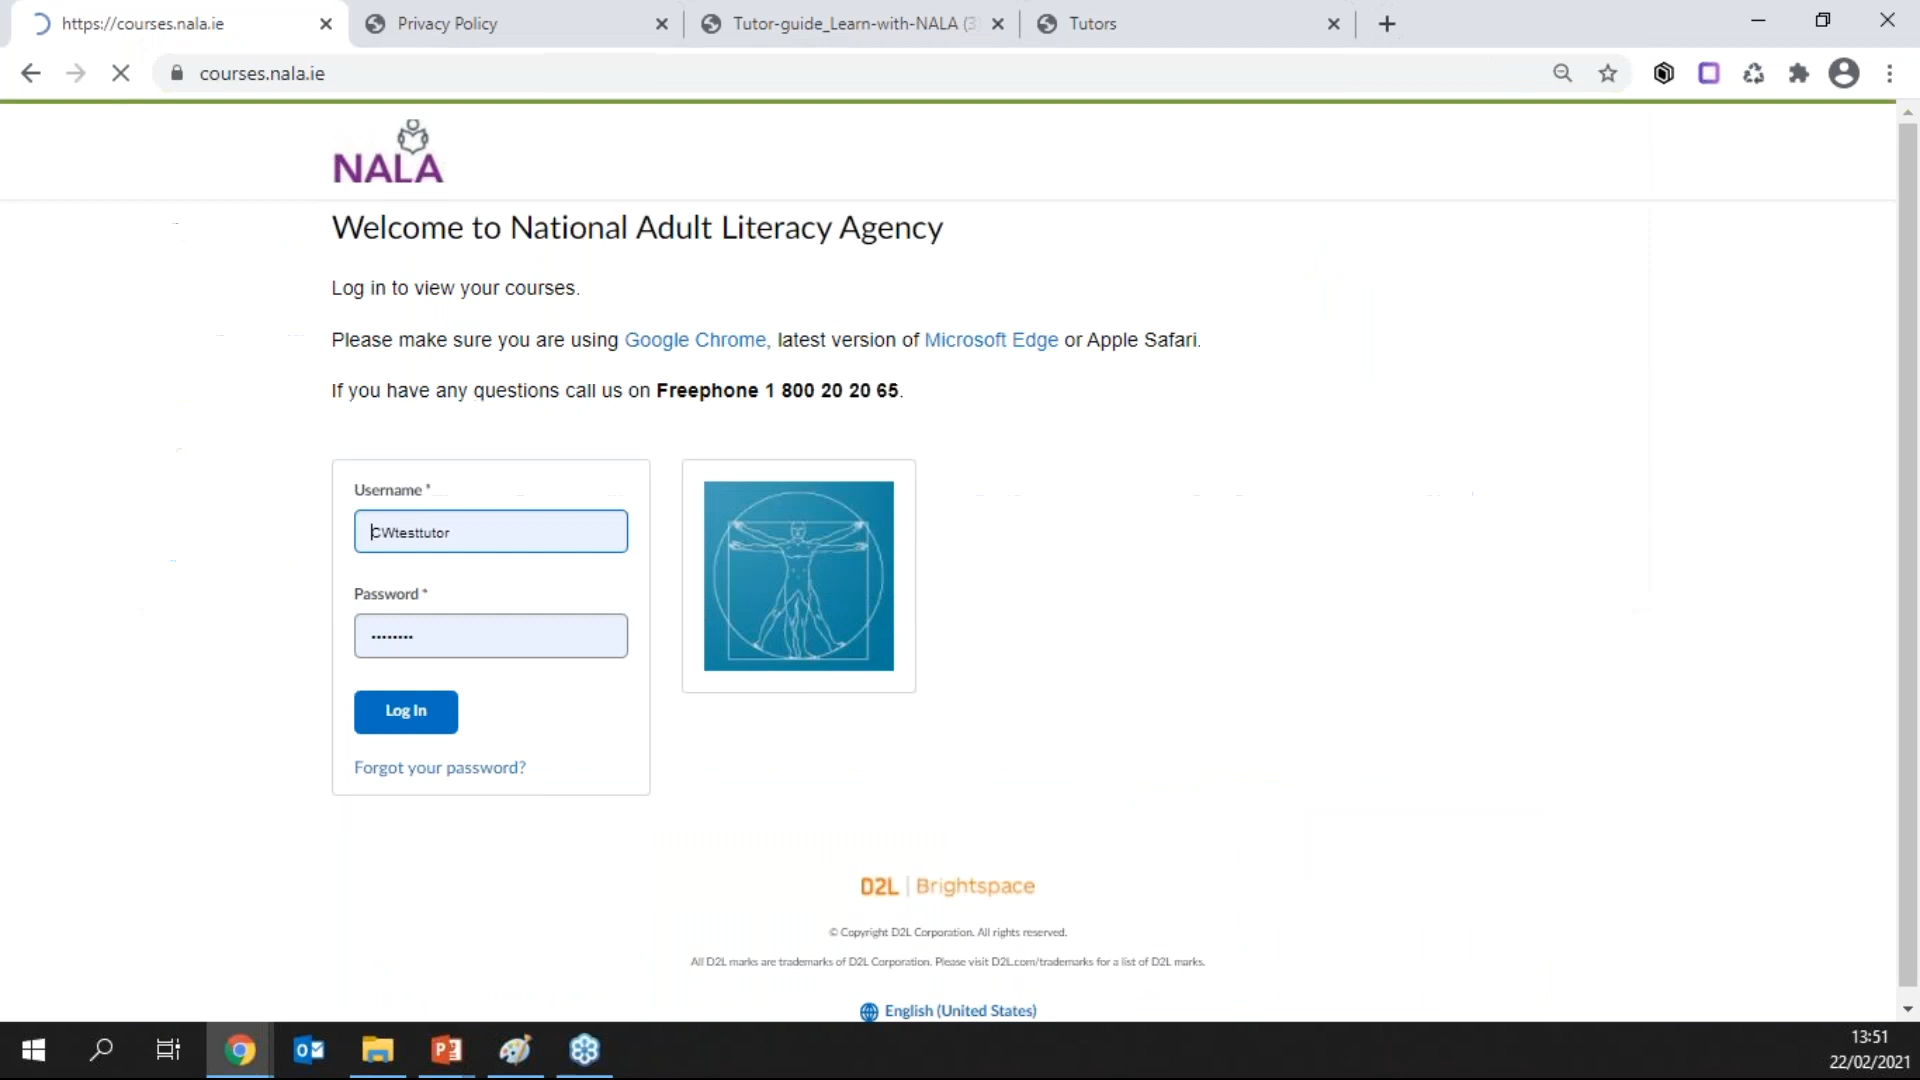 https://courses.nala.ie
Privacy Policy
Tutor-guide_Learn-with-NALA (3
Tutors
courses.nala.ie
NALA
Welcome to National Adult Literacy Agency
Log in to view your courses.
Please make sure you are using Google Chrome, latest version of Microsoft Edge or Apple Safari.
If you have any questions call us on Freephone 1 800 20 20 65.
Username *
CWtesttutor
Password *
••••••••
Log In
Forgot your password?
D2L | Brightspace
© Copyright D2L Corporation. All rights reserved.
All D2L marks are trademarks of D2L Corporation. Please visit D2L.com/trademarks for a list of D2L marks.
English (United States)
13:51
22/02/2021